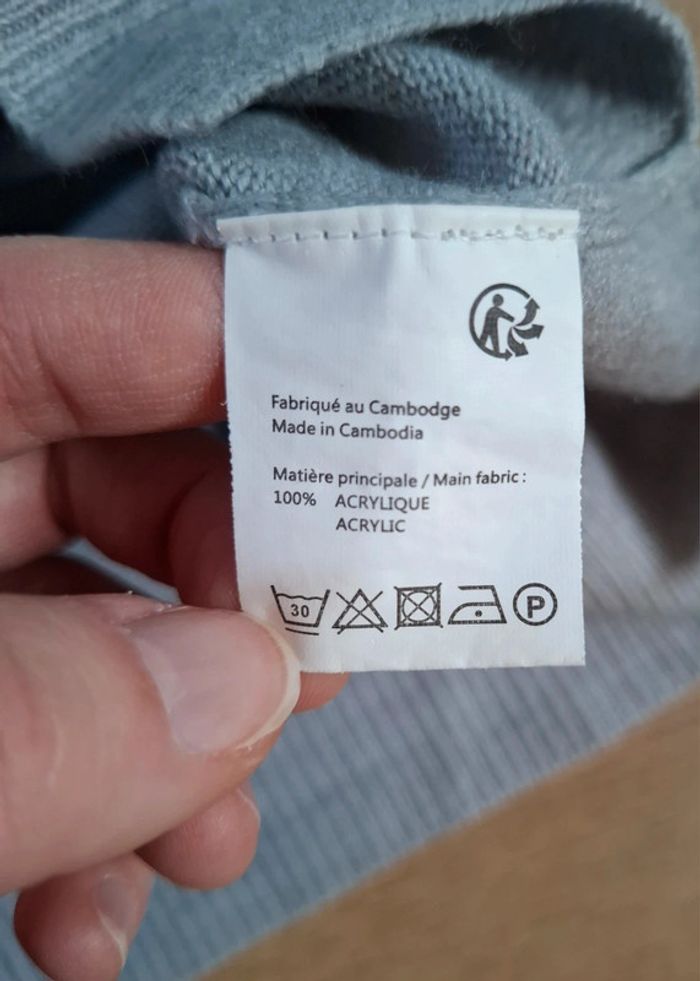 Fabriqué au Cambodge
Made in Cambodia
Matière principale / Main fabric :
100% ACRYLIQUE
ACRYLIC
30
P